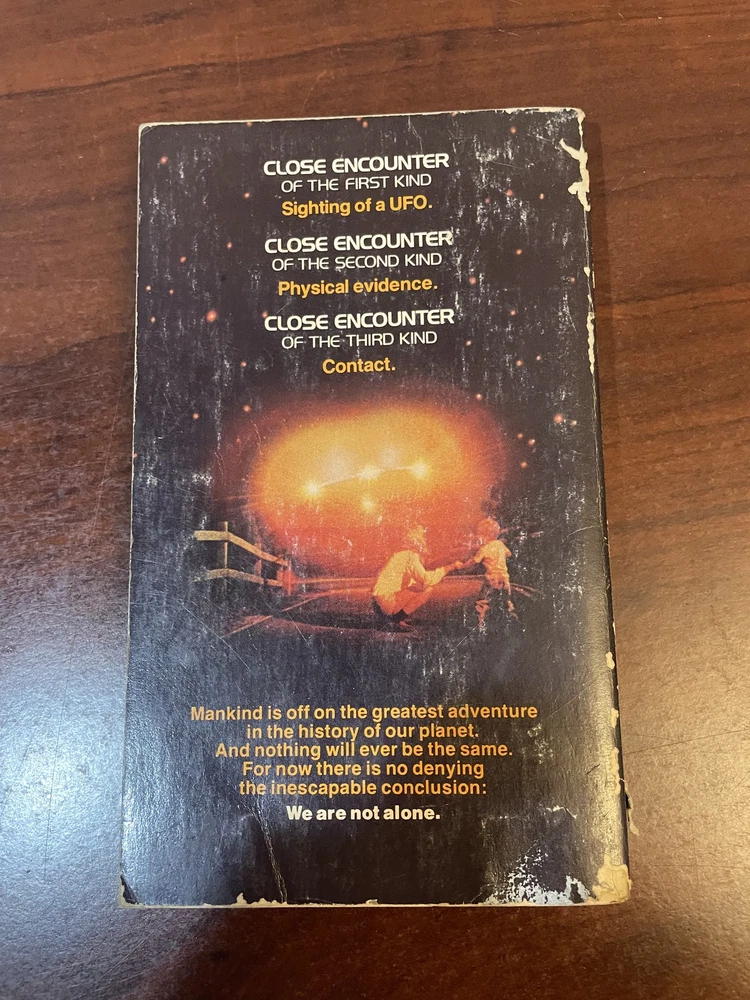 CLOSE ENCOUNTER
OF THE FIRST KIND
Sighting of a UFO.
CLOSE ENCOUNTER
OF THE SECOND KIND
Physical evidence.
CLOSE ENCOUNTER
OF THE THIRD KIND
Contact.
Mankind is off on the greatest adventure
in the history of our planet.
And nothing will ever be the same.
For now there is no denying
the inescapable conclusion:
We are not alone.